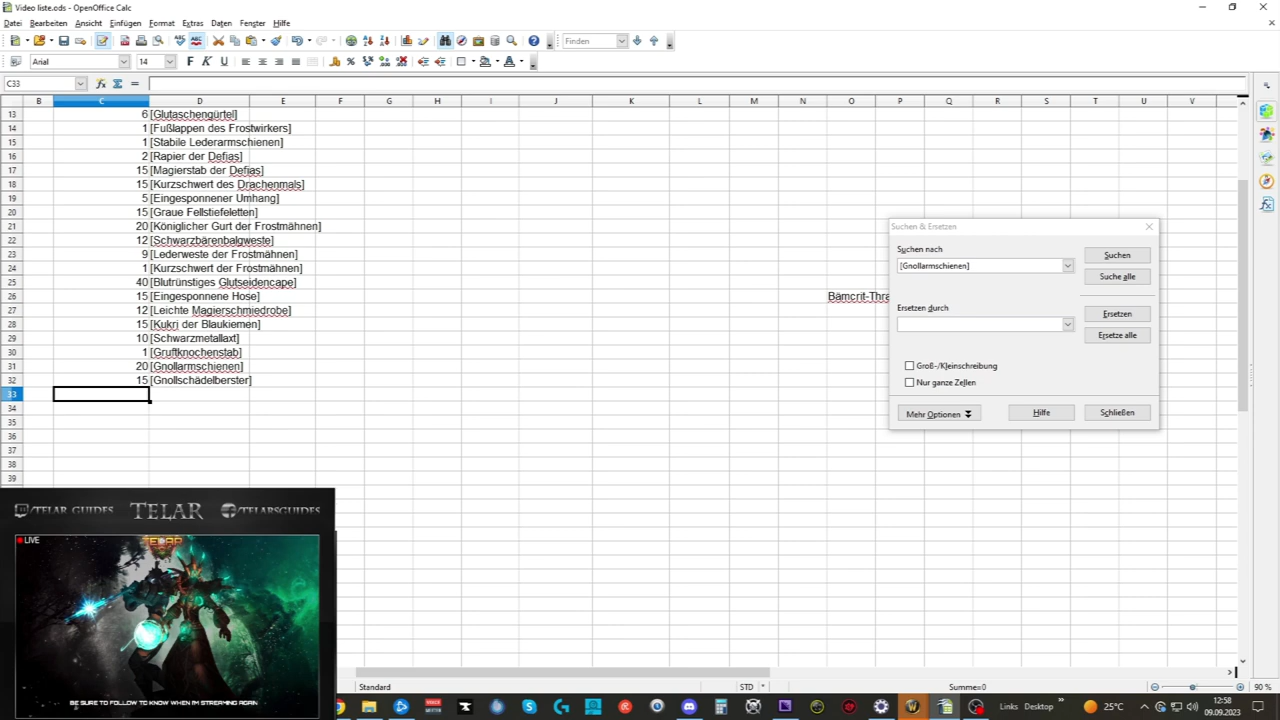 Video liste.ods - OpenOffice Calc
Datei Bearbeiten Ansicht Einfügen Format Extras Daten Fenster Hilfe
Finden
Arial 14
C33
B C D E F G H I J K L M N O P Q R S T U V
13 6 [Glutaschengürtel]
14 1 [Fußlappen des Frostwirkers]
15 1 [Stabile Lederarmschienen]
16 2 [Rapier der Defias]
17 15 [Magierstab der Defias]
18 15 [Kurzschwert des Drachenmals]
19 5 [Eingesponnener Umhang]
20 15 [Graue Fellstiefeletten]
21 20 [Königlicher Gurt der Frostmähnen]
22 12 [Schwarzbärenbalgweste]
23 9 [Lederweste der Frostmähnen]
24 1 [Kurzschwert der Frostmähnen]
25 40 [Blutrünstiges Glutseidencape]
26 15 [Eingesponnene Hose] Bämcrit-Thra
27 12 [Leichte Magierschmiedrobe]
28 15 [Kukri der Blaukiemen]
29 10 [Schwarzmetallaxt]
30 1 [Gruftknochenstab]
31 20 [Gnollarmschienen]
32 15 [Gnollschädelberster]
33
34
35
36
37
38
39
Suchen & Ersetzen
Suchen nach
[Gnollarmschienen]
Suchen
Suche alle
Ersetzen durch
Ersetzen
Ersetze alle
Groß-/Kleinschreibung
Nur ganze Zellen
Mehr Optionen
Hilfe
Schließen
/TELAR GUIDES TELAR /TELARSGUIDES
LIVE
TELAR
BE SURE TO FOLLOW TO KNOW WHEN I'M STREAMING AGAIN
Standard STD * Summe=0 90 %
Links Desktop 25°C 12:58
09.09.2023